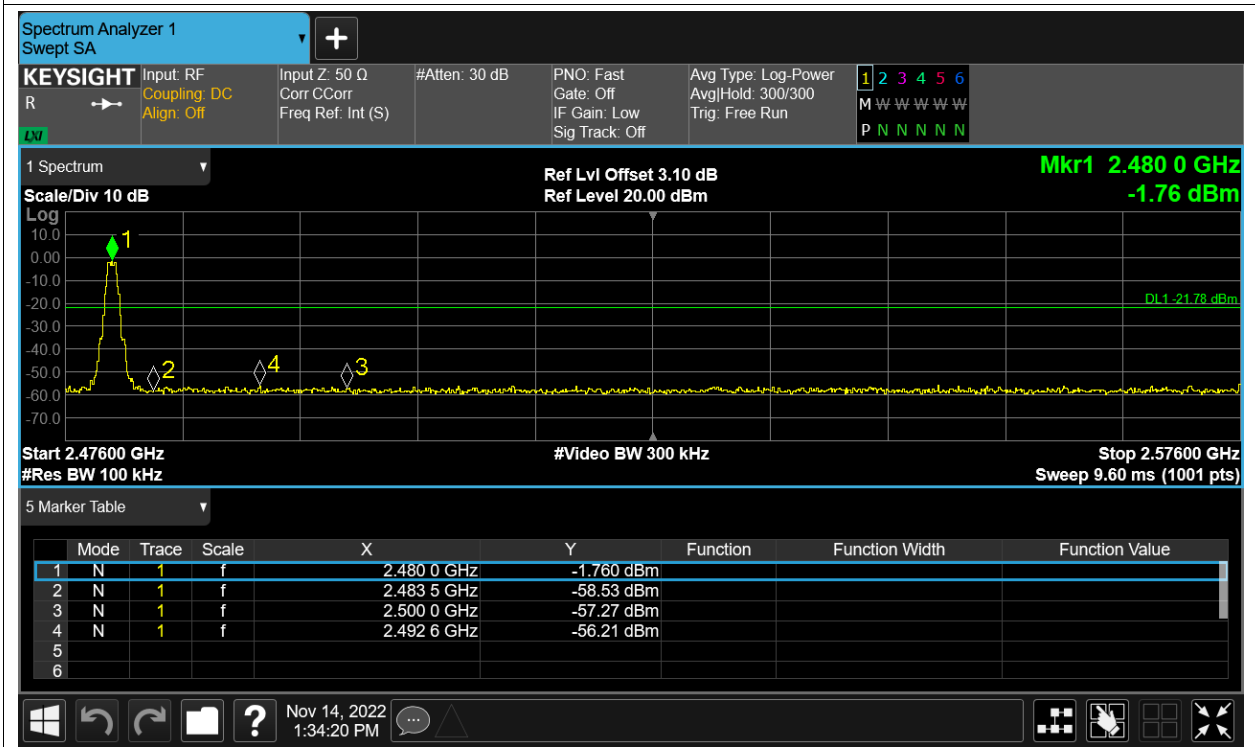 Spectrum Analyzer 1
Swept SA
KEYSIGHT
R
LXI
Input: RF
Coupling: DC
Align: Off
Input Z: 50 Ω
Corr CCorr
Freq Ref: Int (S)
#Atten: 30 dB
PNO: Fast
Gate: Off
IF Gain: Low
Sig Track: Off
Avg Type: Log-Power
Avg|Hold: 300/300
Trig: Free Run
1 2 3 4 5 6
M W W W W W
P N N N N N
1 Spectrum
Scale/Div 10 dB
Ref Lvl Offset 3.10 dB
Ref Level 20.00 dBm
Mkr1 2.480 0 GHz
-1.76 dBm
Log
10.0
0.00
-10.0
-20.0
-30.0
-40.0
-50.0
-60.0
-70.0
1
2
4
3
DL1 -21.78 dBm
Start 2.47600 GHz
#Res BW 100 kHz
#Video BW 300 kHz
Stop 2.57600 GHz
Sweep 9.60 ms (1001 pts)
5 Marker Table
Mode Trace Scale X Y Function Function Width Function Value
1 N 1 f 2.480 0 GHz -1.760 dBm
2 N 1 f 2.483 5 GHz -58.53 dBm
3 N 1 f 2.500 0 GHz -57.27 dBm
4 N 1 f 2.492 6 GHz -56.21 dBm
5
6
?
Nov 14, 2022
1:34:20 PM